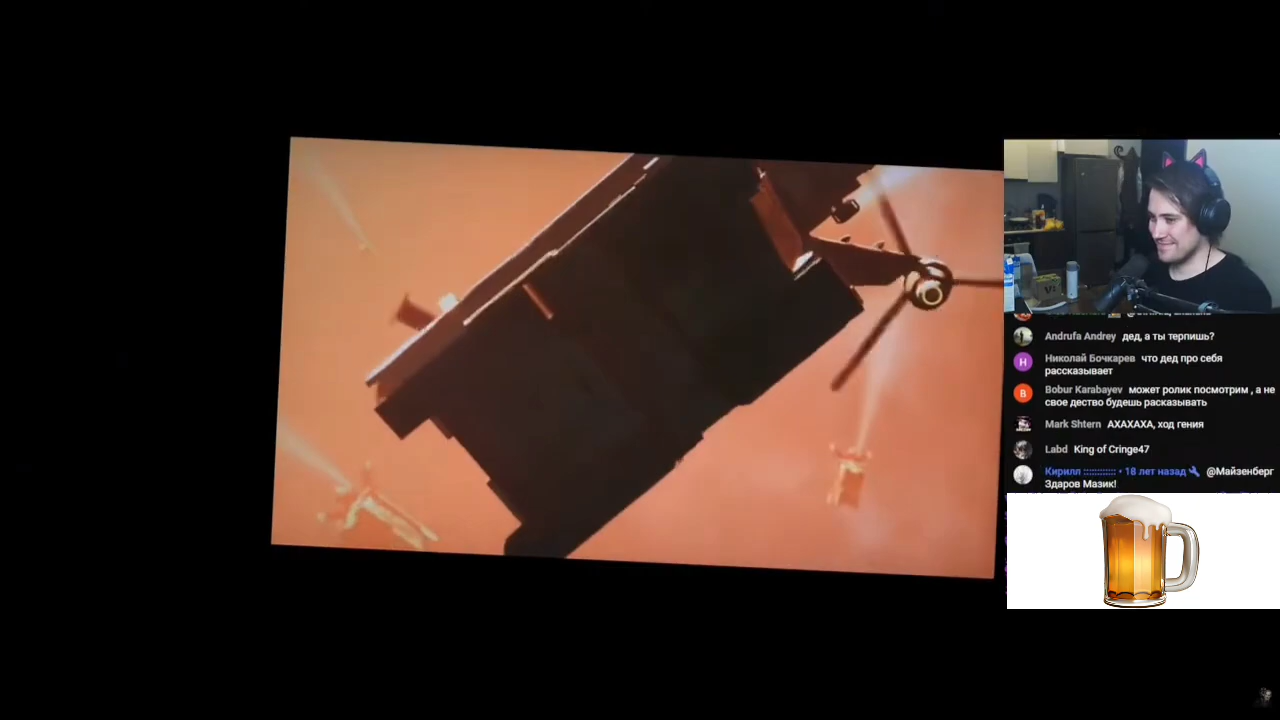 Andrufa Andrey дед, а ты терпишь?
Николай Бочкарев что дед про себя
рассказывает
Bobur Karabayev может ролик посмотрим , а не
свое дество будешь расказывать
Mark Shtern АХАХАХА, ход гения
Labd King of Cringe47
Кирилл :::::::::::: • 18 лет назад @Майзенберг
Здаров Мазик!